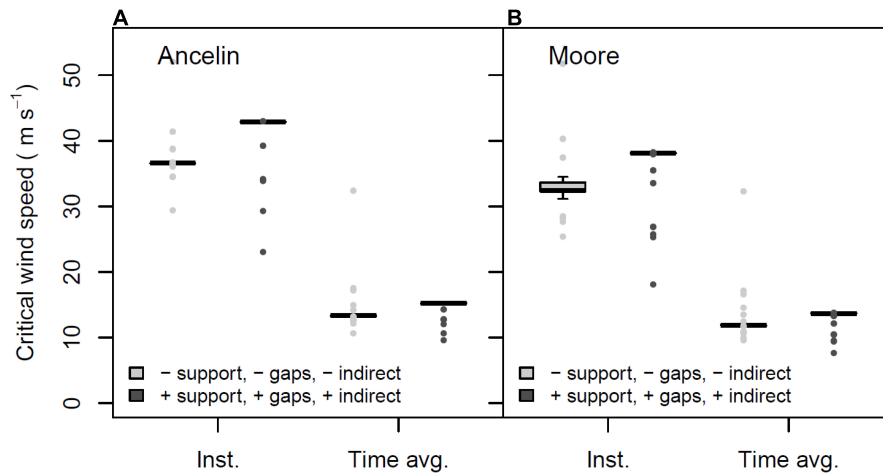 A
B
Ancelin
Moore
Critical wind speed ( m s⁻¹)
50
40
30
20
10
0
− support, − gaps, − indirect
+ support, + gaps, + indirect
− support, − gaps, − indirect
+ support, + gaps, + indirect
Inst.
Time avg.
Inst.
Time avg.